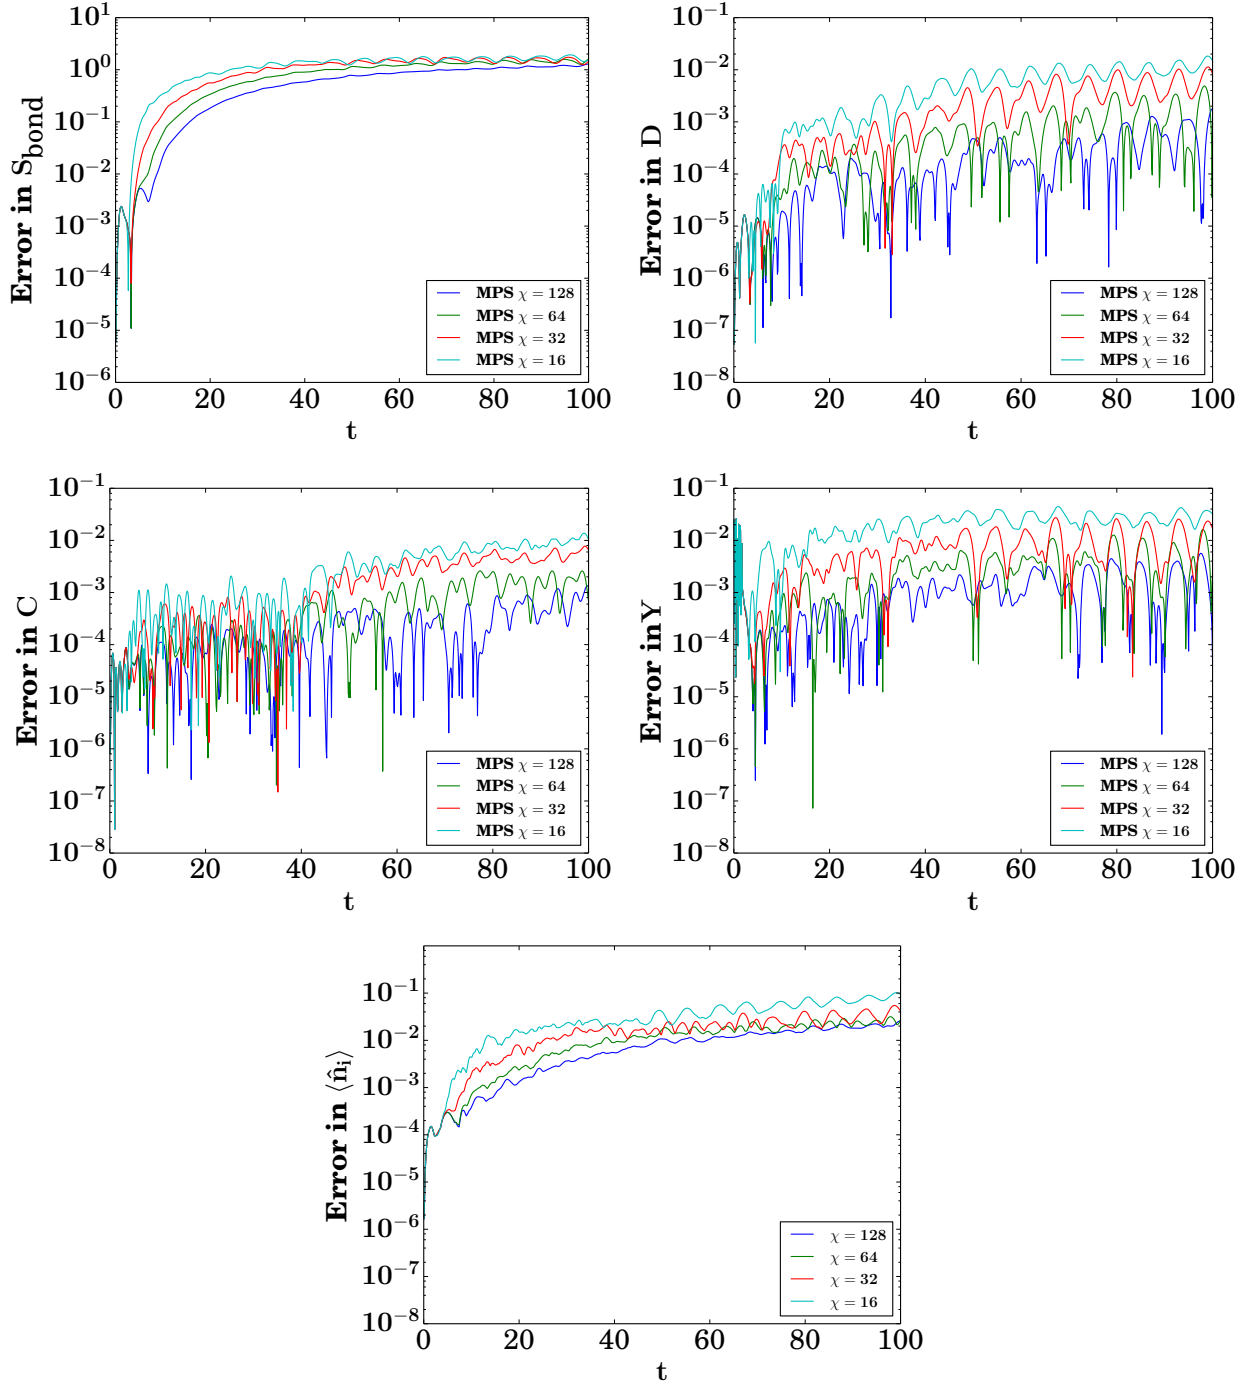 10^1
10^0
10^-1
10^-2
10^-3
10^-4
10^-5
10^-6
Error in S_bond
0 20 40 60 80 100
t
MPS χ = 128
MPS χ = 64
MPS χ = 32
MPS χ = 16
10^-1
10^-2
10^-3
10^-4
10^-5
10^-6
10^-7
10^-8
Error in D
0 20 40 60 80 100
t
MPS χ = 128
MPS χ = 64
MPS χ = 32
MPS χ = 16
10^-1
10^-2
10^-3
10^-4
10^-5
10^-6
10^-7
10^-8
Error in C
0 20 40 60 80 100
t
MPS χ = 128
MPS χ = 64
MPS χ = 32
MPS χ = 16
10^-1
10^-2
10^-3
10^-4
10^-5
10^-6
10^-7
10^-8
Error inY
0 20 40 60 80 100
t
MPS χ = 128
MPS χ = 64
MPS χ = 32
MPS χ = 16
10^-1
10^-2
10^-3
10^-4
10^-5
10^-6
10^-7
10^-8
Error in ⟨n̂_i⟩
0 20 40 60 80 100
t
χ = 128
χ = 64
χ = 32
χ = 16